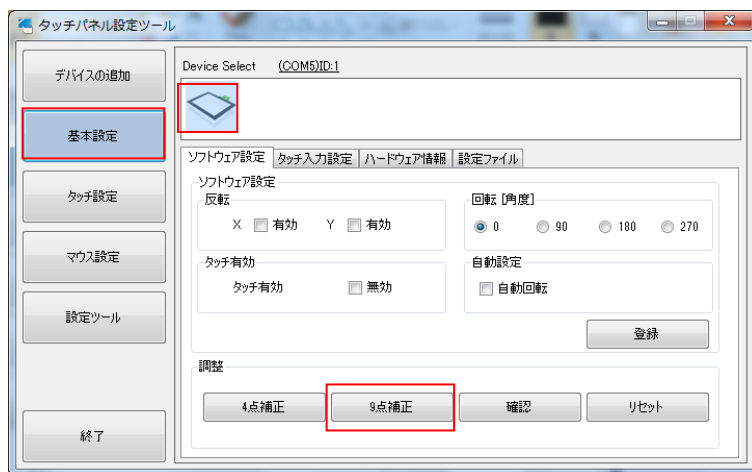 タッチパネル設定ツール
デバイスの追加
基本設定
タッチ設定
マウス設定
設定ツール
終了
Device Select (COM5)ID:1
ソフトウェア設定 タッチ入力設定 ハードウェア情報 設定ファイル
ソフトウェア設定
反転
X 有効 Y 有効
回転 [角度]
0 90 180 270
タッチ有効
タッチ有効 無効
自動設定
自動回転
登録
調整
4点補正 9点補正 確認 リセット